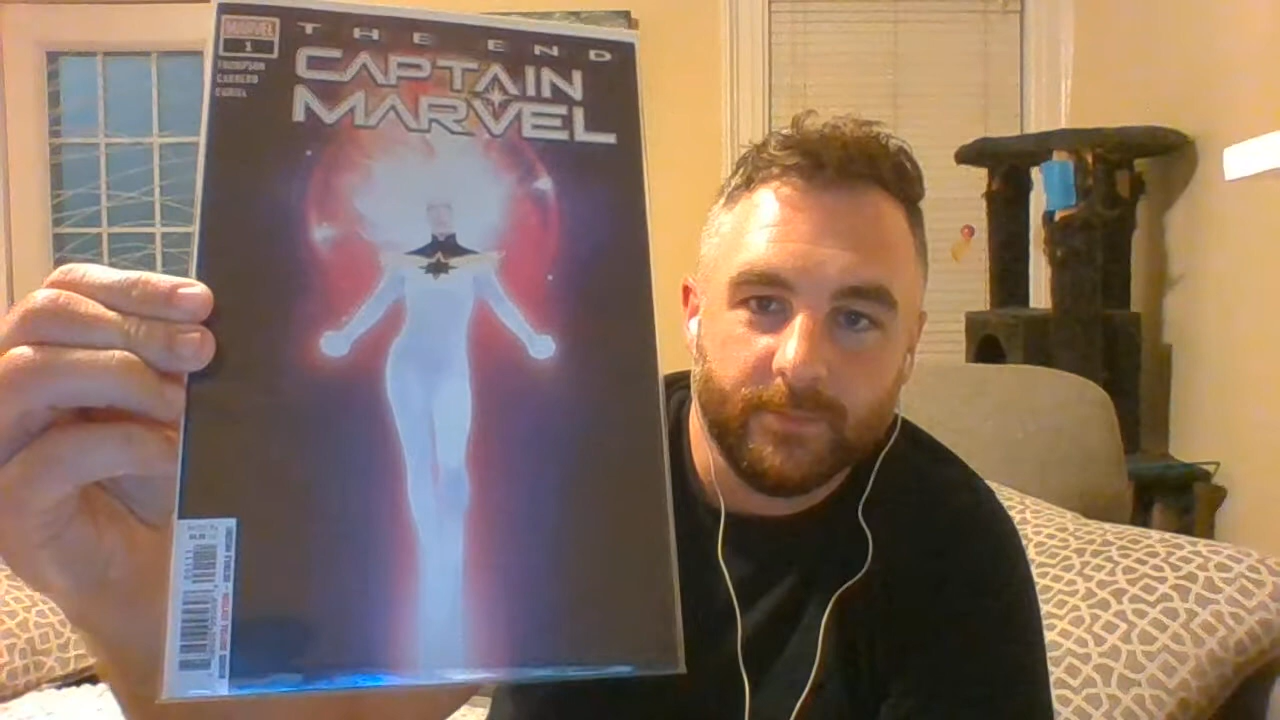 MARVEL
1
THOMPSON
CARRERO
CURIEL
THE END
CAPTAIN
MARVEL